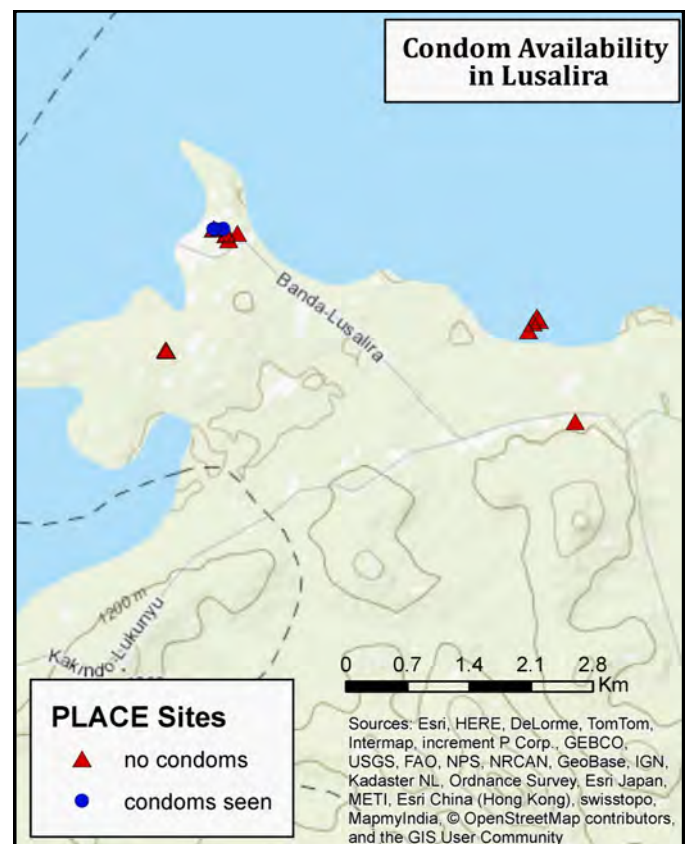 Condom Availability
in Lusalira
Banda-Lusalira
1200 m
Kakindo-Lukunyu
0 0.7 1.4 2.1 2.8
Km
PLACE Sites
no condoms
condoms seen
Sources: Esri, HERE, DeLorme, TomTom,
Intermap, increment P Corp., GEBCO,
USGS, FAO, NPS, NRCAN, GeoBase, IGN,
Kadaster NL, Ordnance Survey, Esri Japan,
METI, Esri China (Hong Kong), swisstopo,
MapmyIndia, © OpenStreetMap contributors,
and the GIS User Community